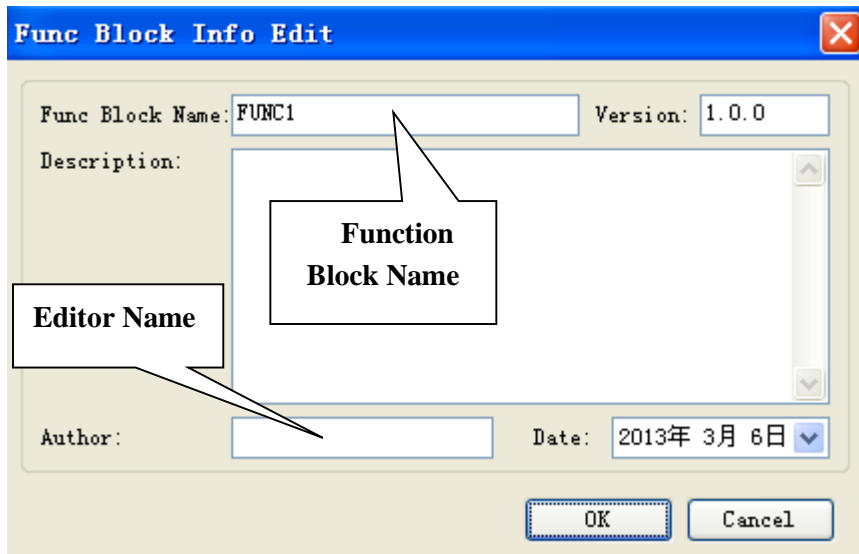 Func Block Info Edit
Func Block Name: FUNC1 Version: 1.0.0
Description:
Function
Block Name
Editor Name
Author: Date: 2013年 3月 6日
OK Cancel